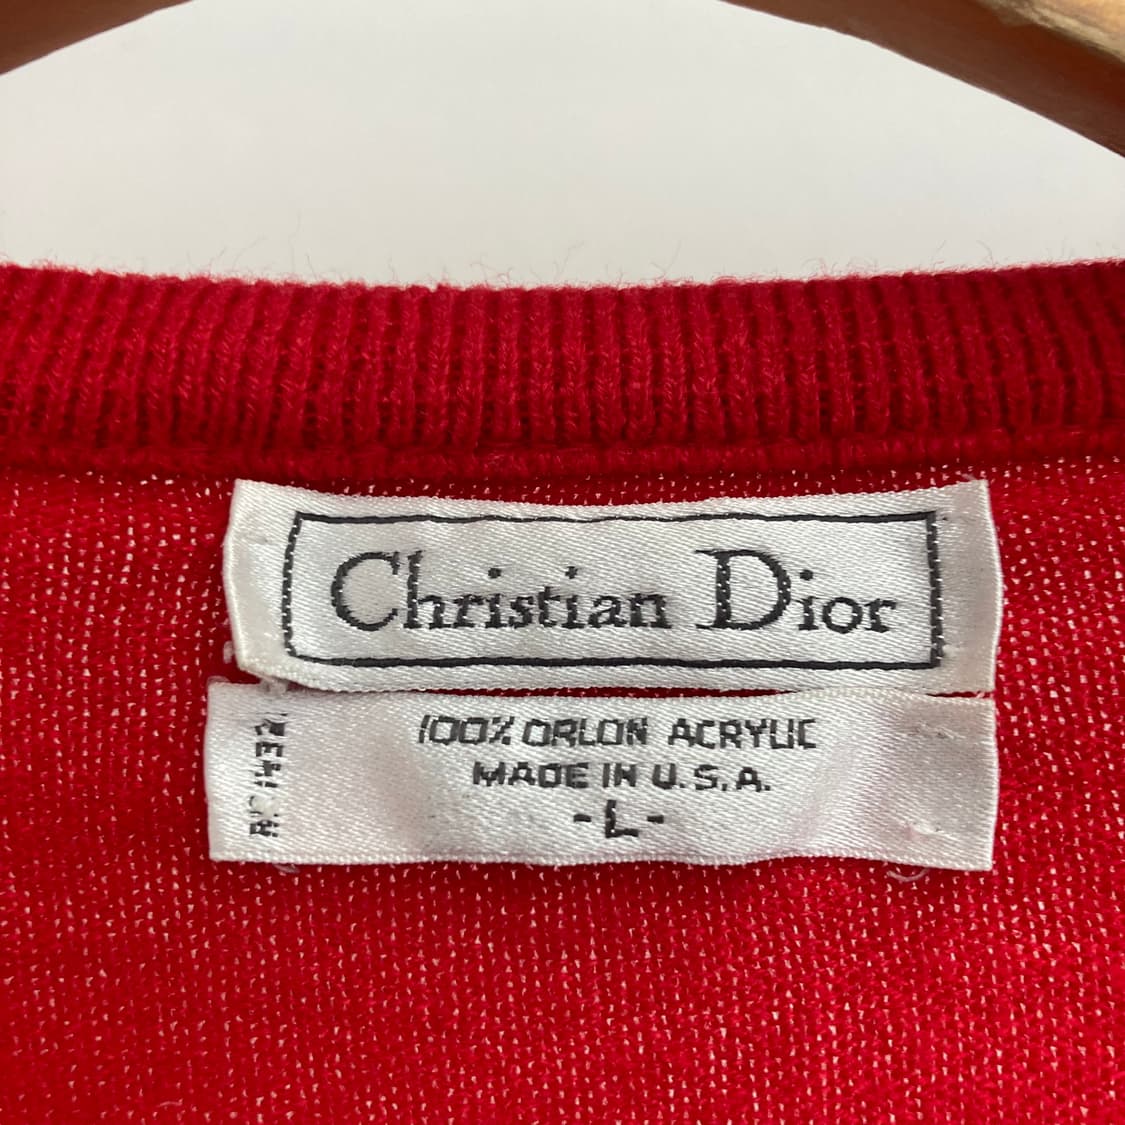 Christian Dior
100% ORLON ACRYLIC
MADE IN U.S.A.
-L-